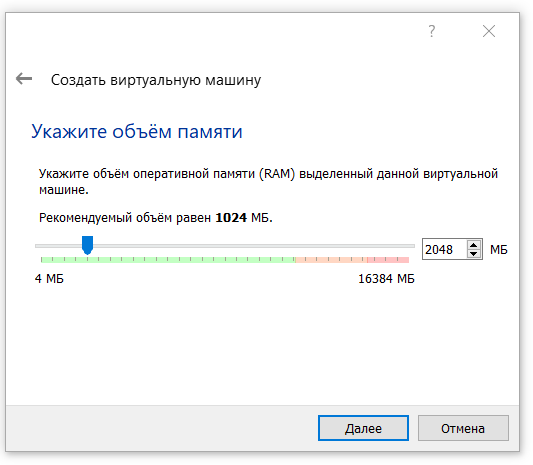 ?
Создать виртуальную машину
Укажите объём памяти
Укажите объём оперативной памяти (RAM) выделенный данной виртуальной
машине.
Рекомендуемый объём равен 1024 МБ.
2048 МБ
4 МБ 16384 МБ
Далее Отмена